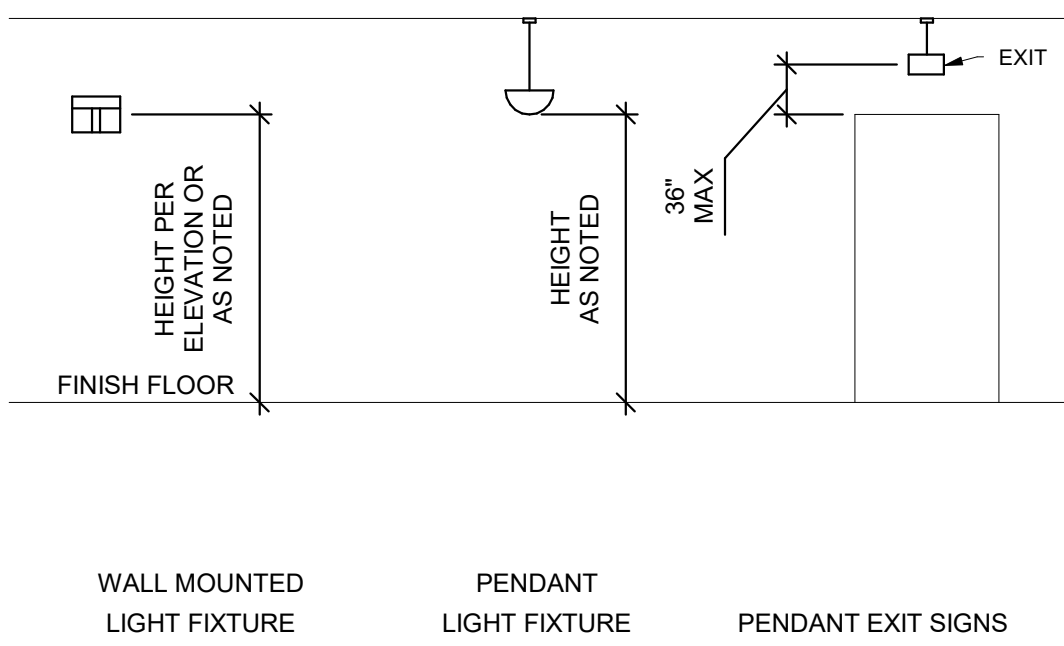 EXIT
HEIGHT PER
ELEVATION OR
AS NOTED
HEIGHT
AS NOTED
36"
MAX
FINISH FLOOR
WALL MOUNTED
LIGHT FIXTURE
PENDANT
LIGHT FIXTURE
PENDANT EXIT SIGNS